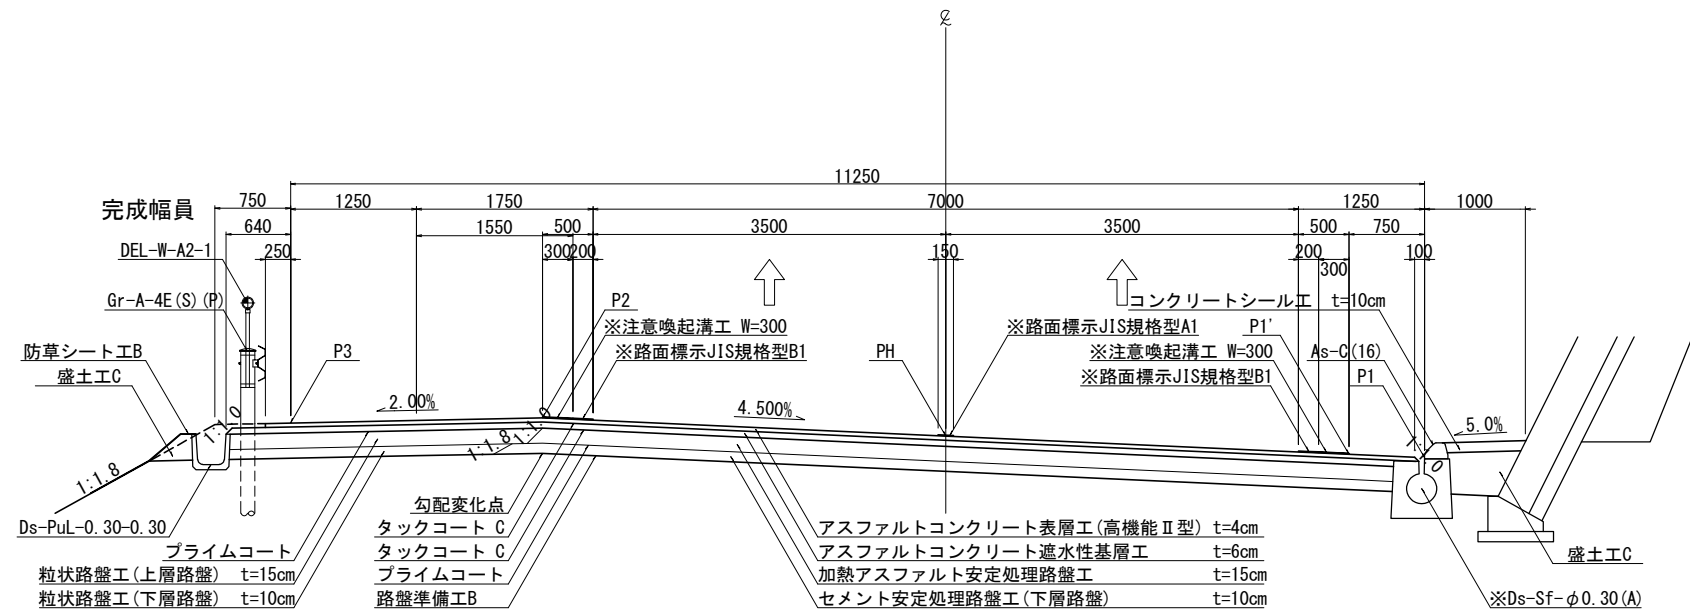 ℄
11250
完成幅員
750
1250
1750
7000
1250
1000
640
1550
500
3500
3500
500
750
250
300
200
150
200
300
100
DEL-W-A2-1
Gr-A-4E(S)(P)
防草シート工B
盛土工C
P3
P2
※注意喚起溝工 W=300
※路面標示JIS規格型B1
PH
※路面標示JIS規格型A1
コンクリートシール工 t=10cm
P1'
※注意喚起溝工 W=300
As-C(16)
※路面標示JIS規格型B1
P1
2.00%
4.500%
5.0%
1:1.0
1:1.8
1:1.8
1:1.0
1:1.0
Ds-PuL-0.30-0.30
プライムコート
粒状路盤工(上層路盤) t=15cm
粒状路盤工(下層路盤) t=10cm
勾配変化点
タックコート C
タックコート C
プライムコート
路盤準備工B
アスファルトコンクリート表層工(高機能Ⅱ型) t=4cm
アスファルトコンクリート遮水性基層工 t=6cm
加熱アスファルト安定処理路盤工 t=15cm
セメント安定処理路盤工(下層路盤) t=10cm
盛土工C
※Ds-Sf-φ0.30(A)